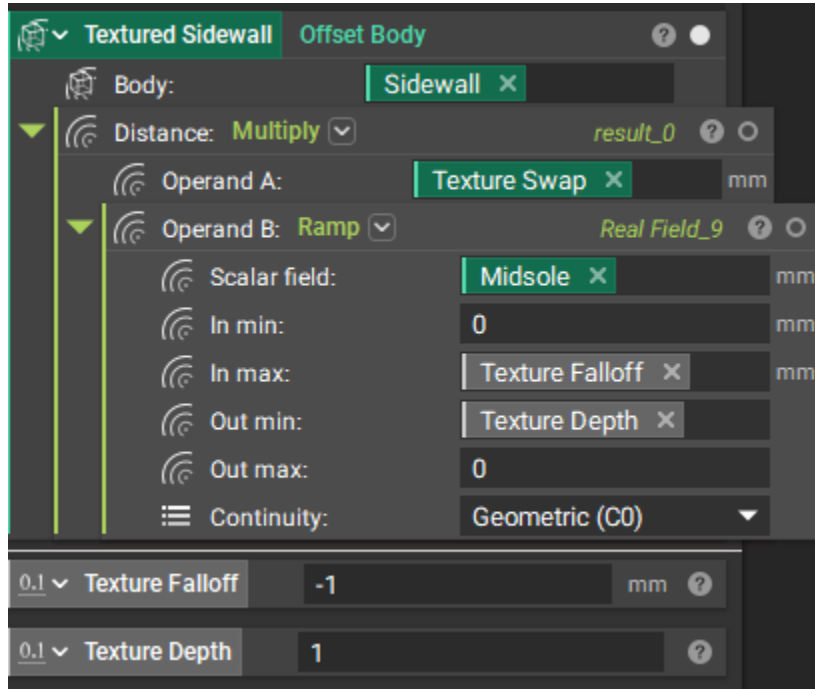 Textured Sidewall Offset Body
Body: Sidewall
Distance: Multiply result_0
Operand A: Texture Swap mm
Operand B: Ramp Real Field_9
Scalar field: Midsole mm
In min: 0 mm
In max: Texture Falloff mm
Out min: Texture Depth
Out max: 0
Continuity: Geometric (C0)
0.1 Texture Falloff -1 mm
0.1 Texture Depth 1